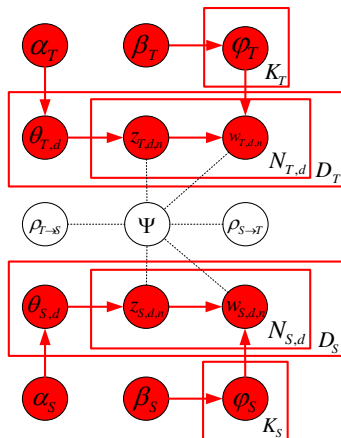 α_T β_T φ_T
K_T
θ_{T,d} z_{T,d,n} w_{T,d,n}
N_{T,d} D_T
ρ_{T→S} Ψ ρ_{S→T}
θ_{S,d} z_{S,d,n} w_{S,d,n}
N_{S,d} D_S
α_S β_S φ_S
K_S